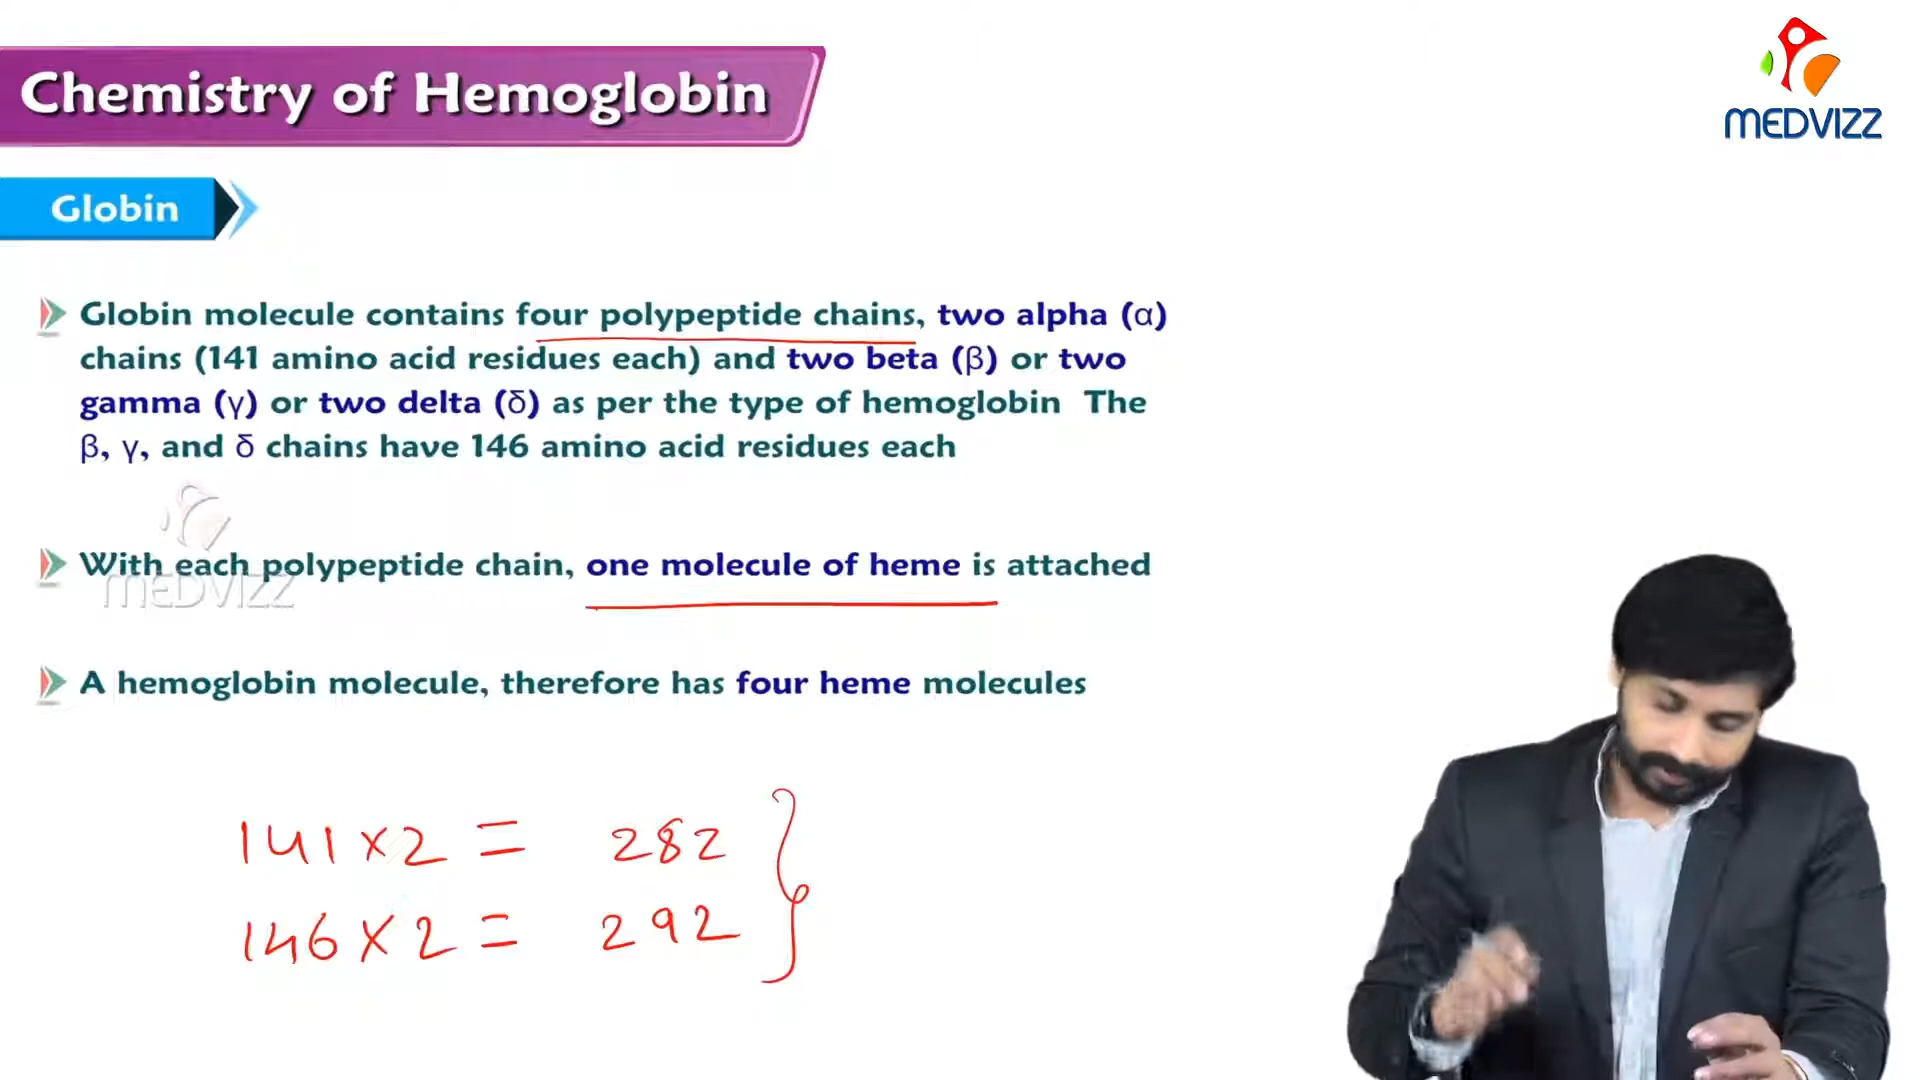 Chemistry of Hemoglobin
MEDVIZZ
Globin
Globin molecule contains four polypeptide chains, two alpha (α)
chains (141 amino acid residues each) and two beta (β) or two
gamma (γ) or two delta (δ) as per the type of hemoglobin The
β, γ, and δ chains have 146 amino acid residues each
With each polypeptide chain, one molecule of heme is attached
MEDVIZZ
A hemoglobin molecule, therefore has four heme molecules
141 x 2 = 282
146 x 2 = 292